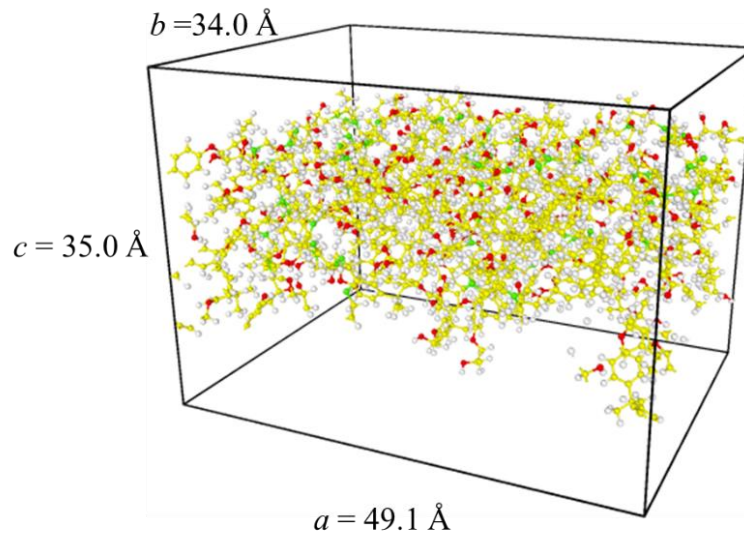 b =34.0 Å
c = 35.0 Å
a = 49.1 Å